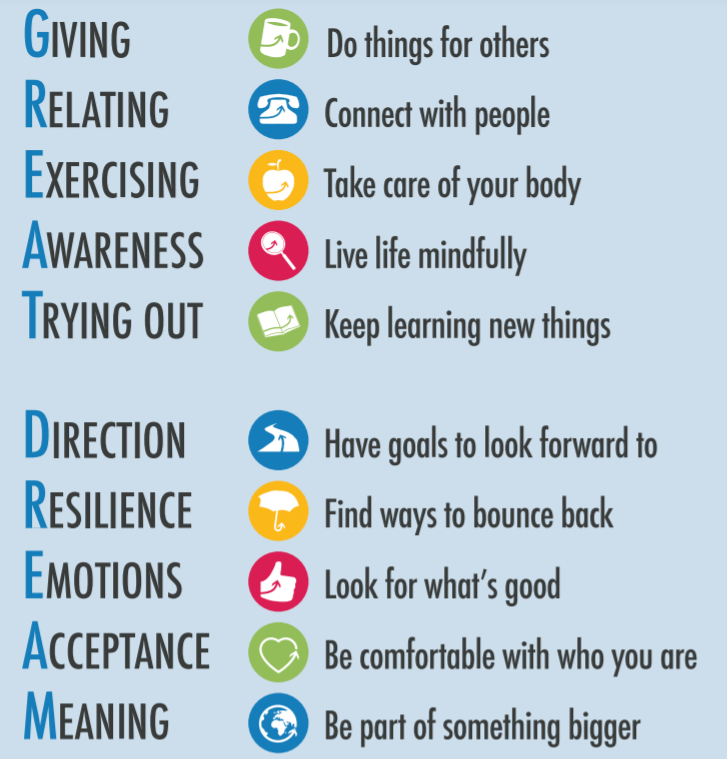 GIVING Do things for others
RELATING Connect with people
EXERCISING Take care of your body
AWARENESS Live life mindfully
TRYING OUT Keep learning new things
DIRECTION Have goals to look forward to
RESILIENCE Find ways to bounce back
EMOTIONS Look for what's good
ACCEPTANCE Be comfortable with who you are
MEANING Be part of something bigger